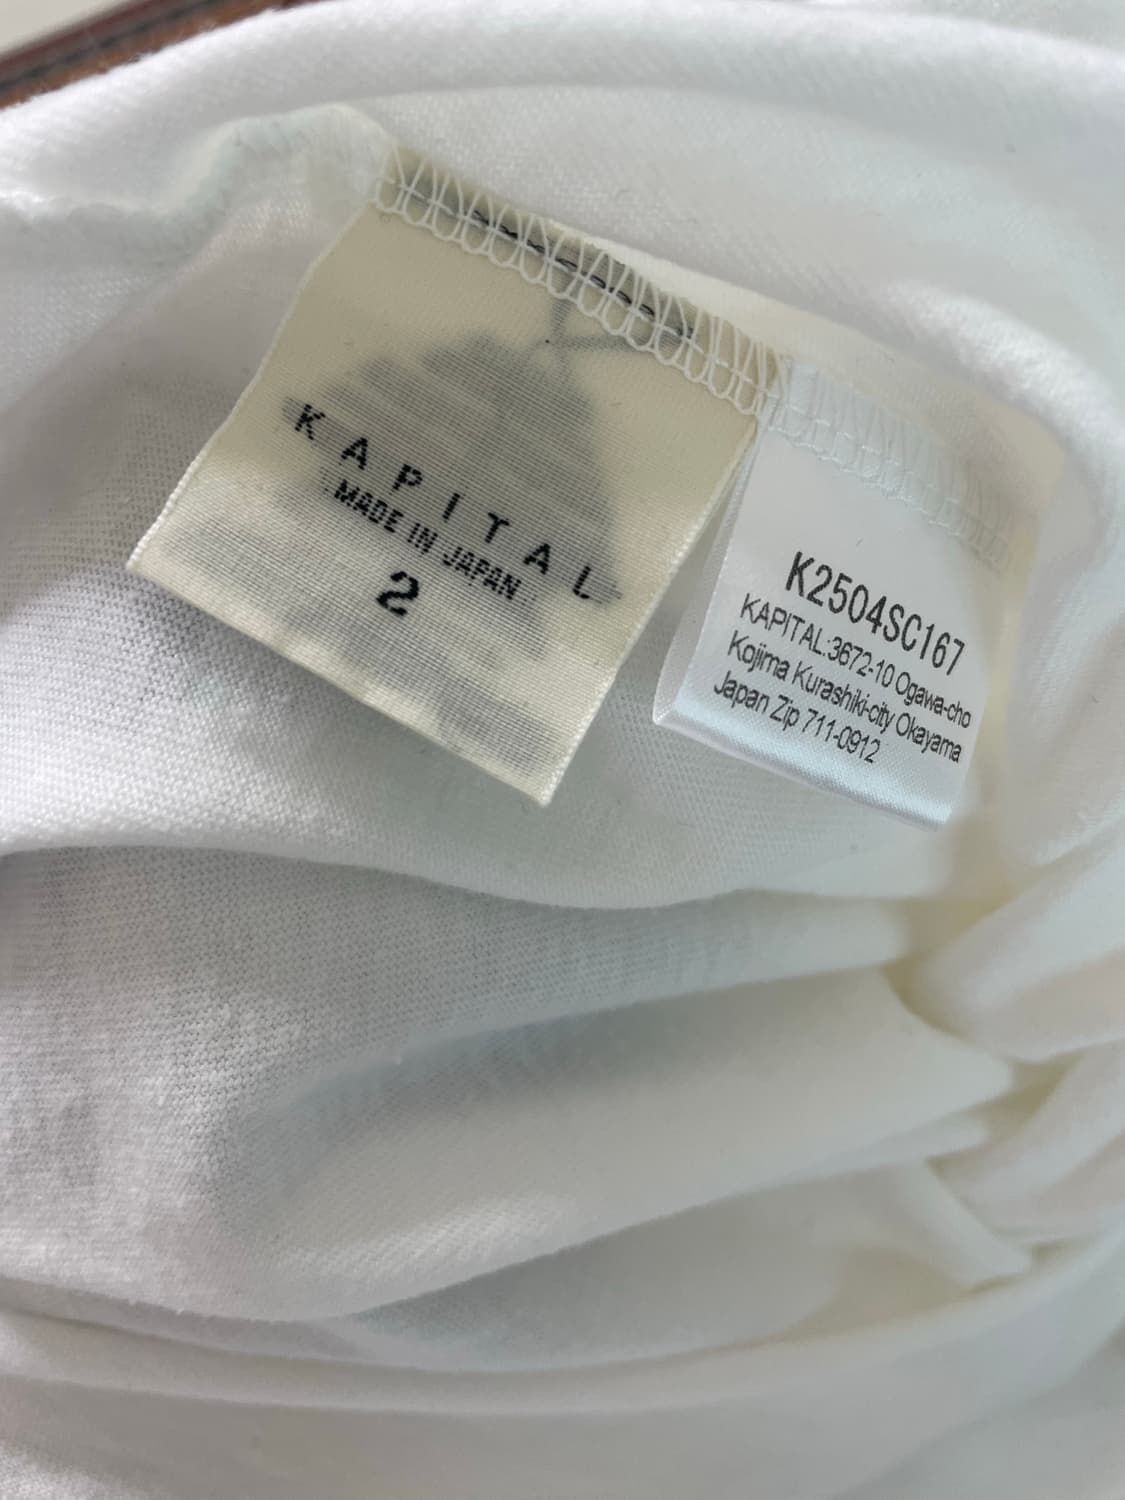 KAPITAL
MADE IN JAPAN
2
K2504SC167
KAPITAL:3672-10 Ogawa-cho
Kojima Kurashiki-city Okayama
Japan Zip 711-0912